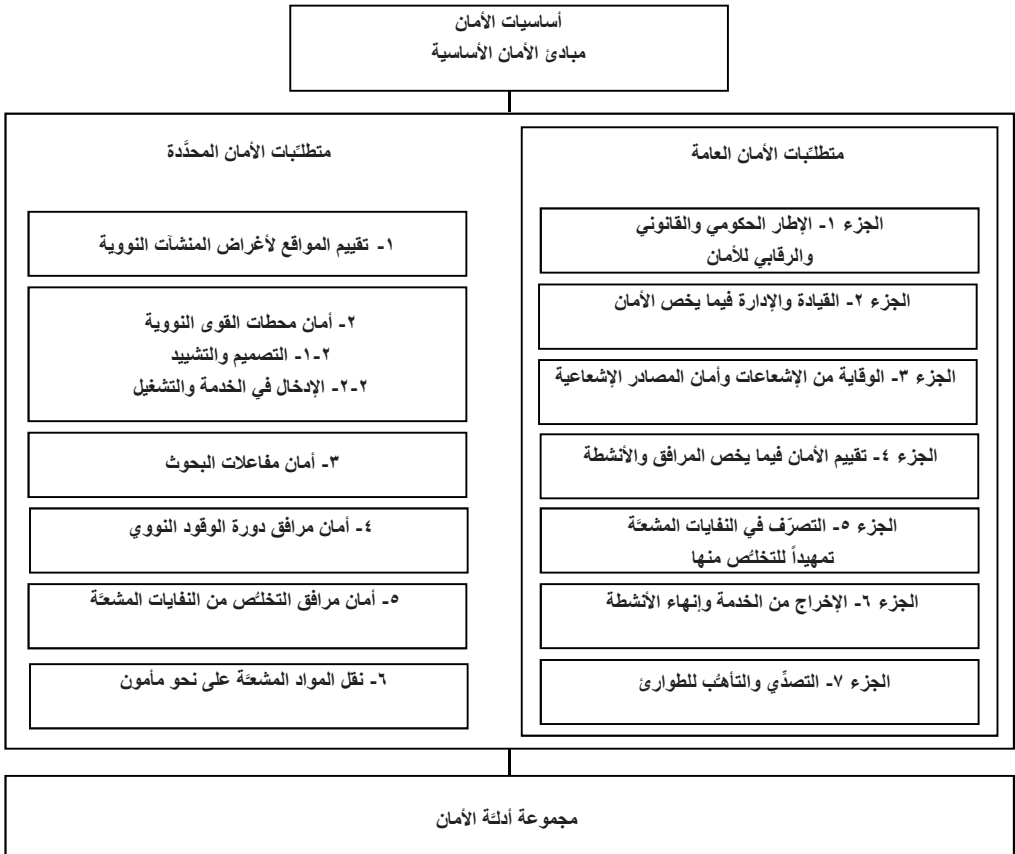 أساسيات الأمان
مبادئ الأمان الأساسية
متطلّبات الأمان العامة
الجزء ١- الإطار الحكومي والقانوني
والرقابي للأمان
الجزء ٢- القيادة والإدارة فيما يخص الأمان
الجزء ٣- الوقاية من الإشعاعات وأمان المصادر الإشعاعية
الجزء ٤- تقييم الأمان فيما يخص المرافق والأنشطة
الجزء ٥- التصرّف في النفايات المشعّة
تمهيداً للتخلّص منها
الجزء ٦- الإخراج من الخدمة وإنهاء الأنشطة
الجزء ٧- التصدِّي والتأهّب للطوارئ
متطلّبات الأمان المحدَّدة
١- تقييم المواقع لأغراض المنشآت النووية
٢- أمان محطات القوى النووية
٢-١- التصميم والتشييد
٢-٢- الإدخال في الخدمة والتشغيل
٣- أمان مفاعلات البحوث
٤- أمان مرافق دورة الوقود النووي
٥- أمان مرافق التخلّص من النفايات المشعّة
٦- نقل المواد المشعّة على نحو مأمون
مجموعة أدلّة الأمان